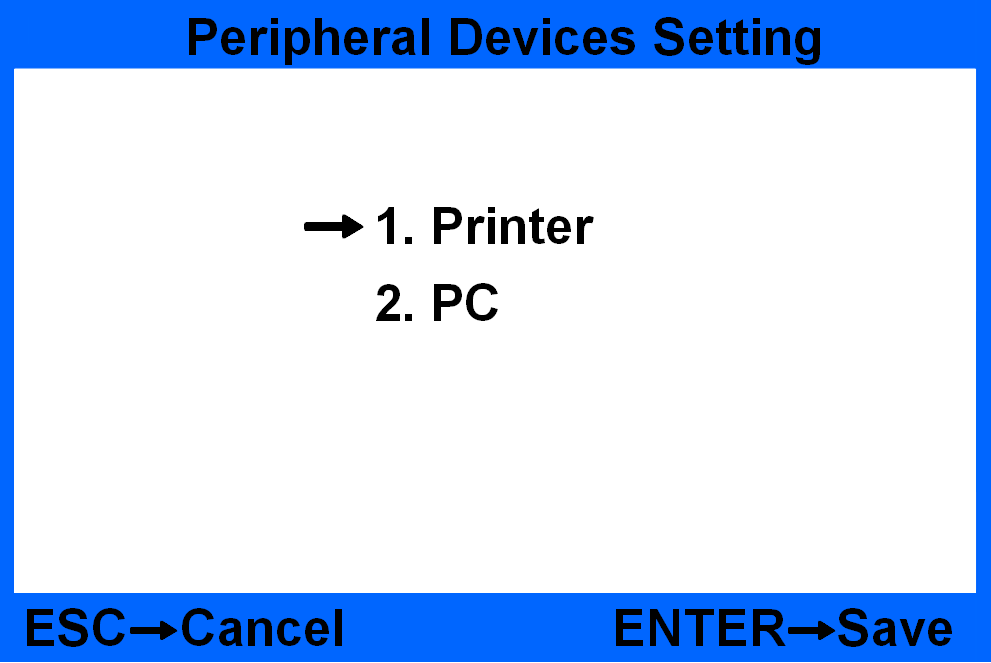 Peripheral Devices Setting
→ 1. Printer
2. PC
ESC→Cancel ENTER→Save